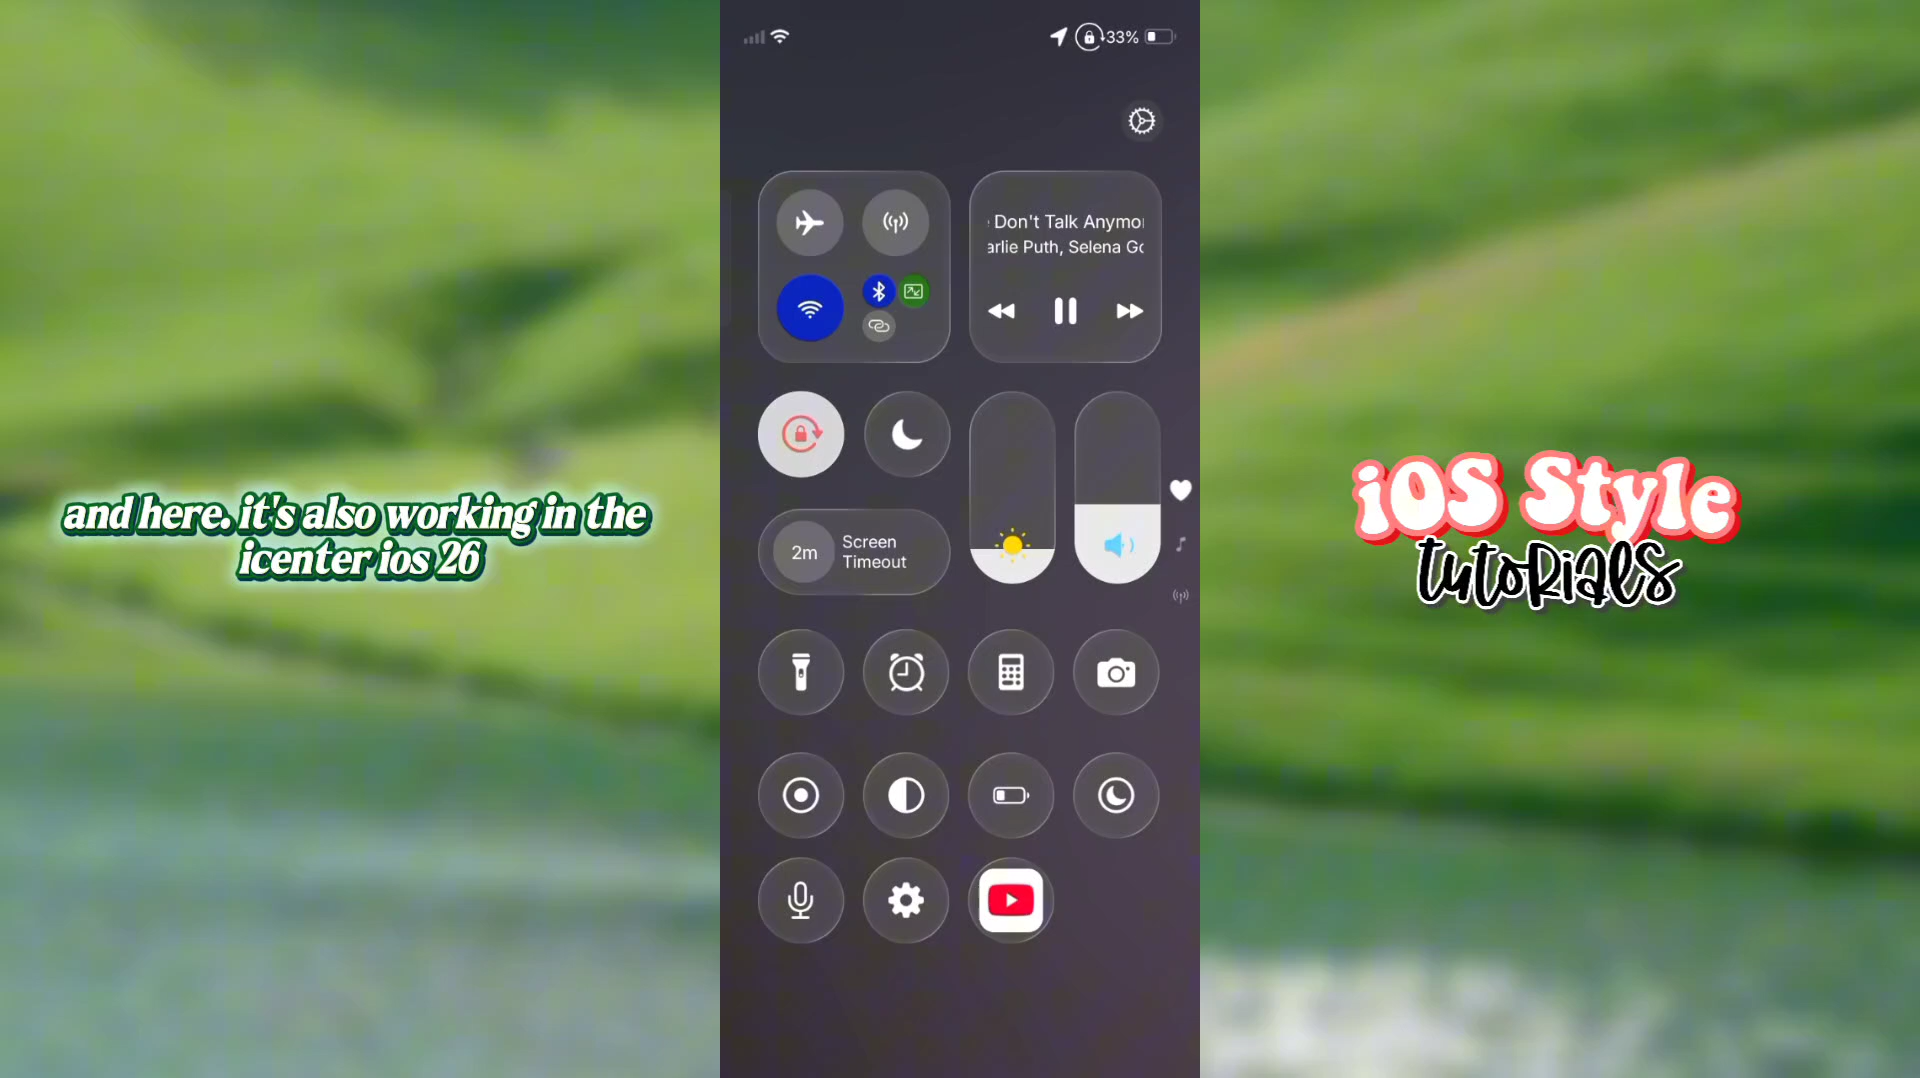 33%
Don't Talk Anymo
arlie Puth, Selena Go
2m
Screen
Timeout
and here. it's also working in the
icenter ios 26
iOS Style
tutorials